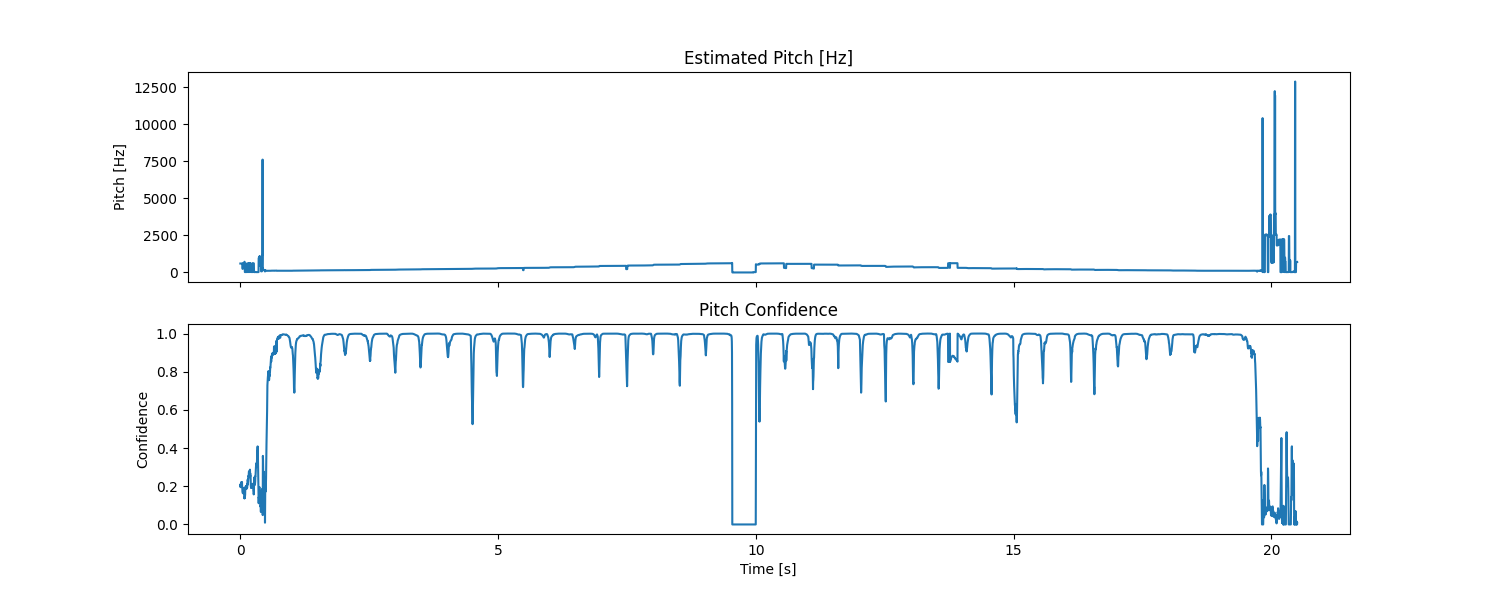 Estimated Pitch [Hz]
12500
10000
7500
5000
2500
0
Pitch [Hz]
Pitch Confidence
1.0
0.8
0.6
0.4
0.2
0.0
Confidence
0 5 10 15 20
Time [s]